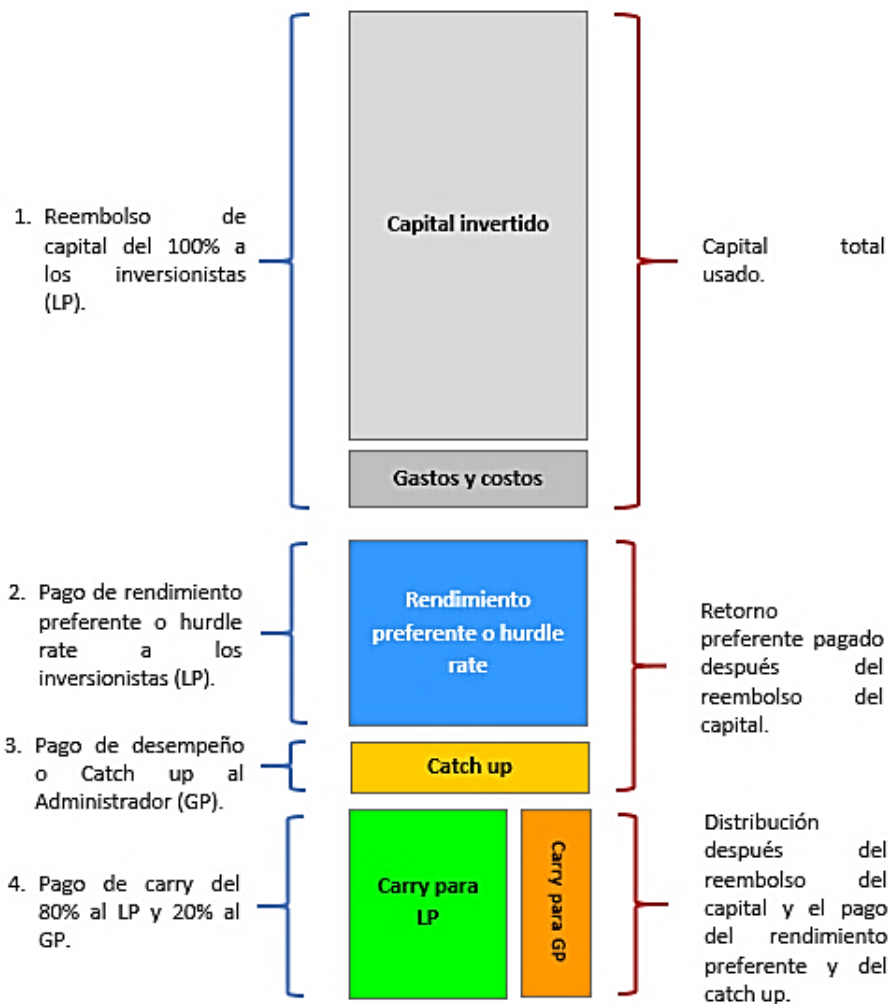 1. Reembolso de
capital del 100% a
los inversionistas
(LP).
Capital invertido
Gastos y costos
Capital total
usado.
2. Pago de rendimiento
preferente o hurdle
rate a los
inversionistas (LP).
Rendimiento
preferente o hurdle
rate
3. Pago de desempeño
o Catch up al
Administrador (GP).
Catch up
Retorno
preferente pagado
después del
reembolso del
capital.
4. Pago de carry del
80% al LP y 20% al
GP.
Carry para
LP
Carry para GP
Distribución
después del
reembolso del
capital y el pago
del rendimiento
preferente y del
catch up.